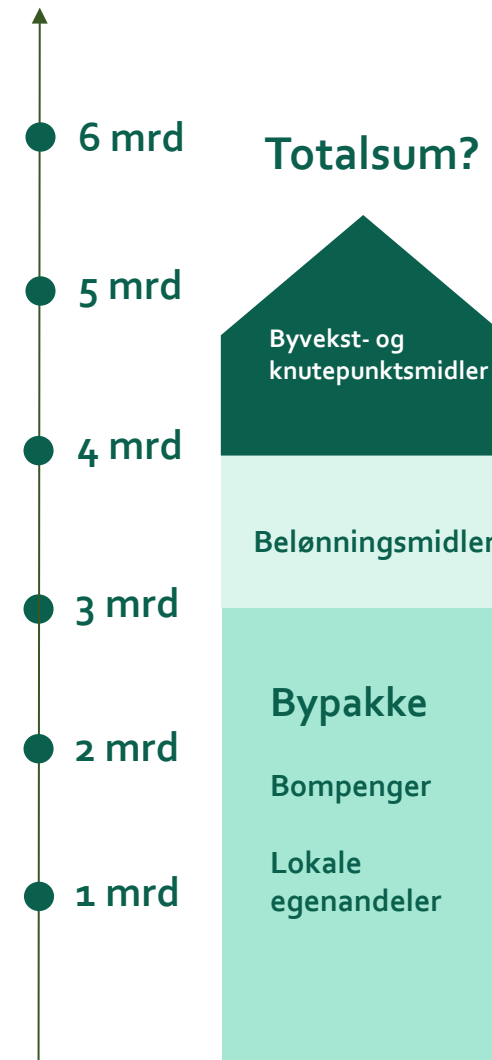 6 mrd
5 mrd
4 mrd
3 mrd
2 mrd
1 mrd
Totalsum?
Byvekst- og
knutepunktsmidler
Belønningsmidler
Bypakke
Bompenger
Lokale
egenandeler